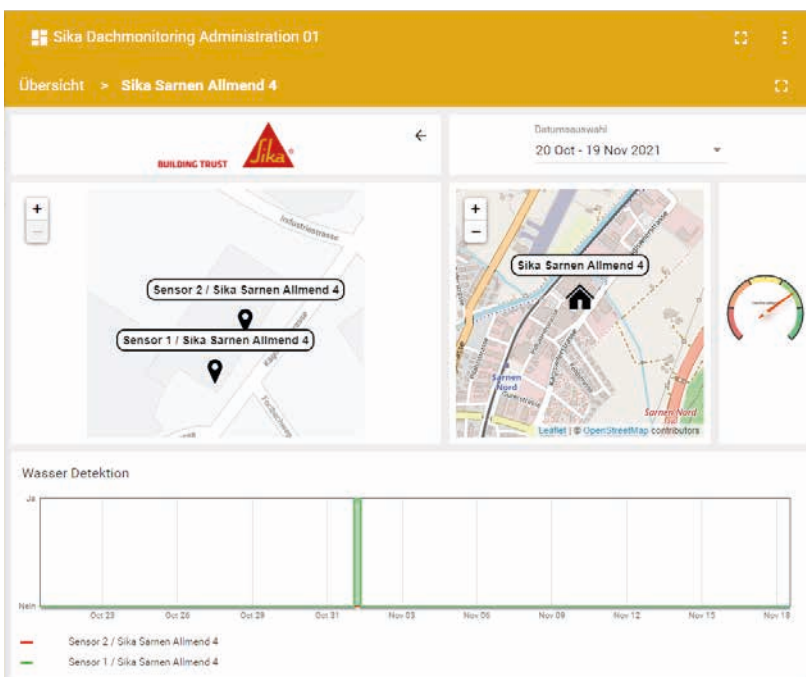 Sika Dachmonitoring Administration 01
Übersicht > Sika Sarnen Allmend 4
BUILDING TRUST
Sika
Datumsauswahl
20 Oct - 19 Nov 2021
+
−
Industriestrasse
Sensor 2 / Sika Sarnen Allmend 4
Sensor 1 / Sika Sarnen Allmend 4
+
−
Sika Sarnen Allmend 4
Sarnen
Nord
Sarnen Nord
Leaflet | © OpenStreetMap contributors
Wasser Detektion
Ja
Nein
Oct 23 Oct 26 Oct 29 Oct 31 Nov 03 Nov 06 Nov 09 Nov 12 Nov 15 Nov 18
Sensor 2 / Sika Sarnen Allmend 4
Sensor 1 / Sika Sarnen Allmend 4